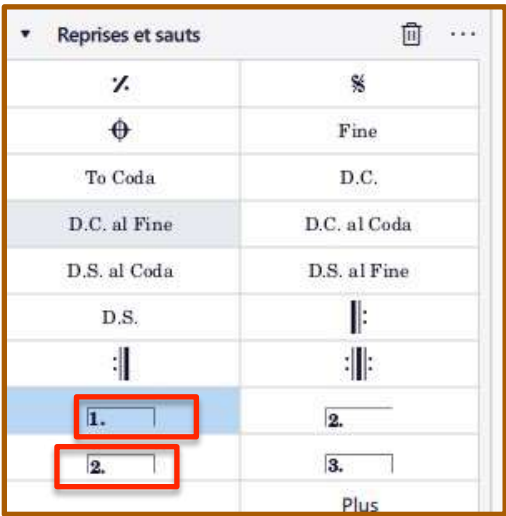 Reprises et sauts
Fine
To Coda D.C.
D.C. al Fine D.C. al Coda
D.S. al Coda D.S. al Fine
D.S.
1. 2.
2. 3.
Plus